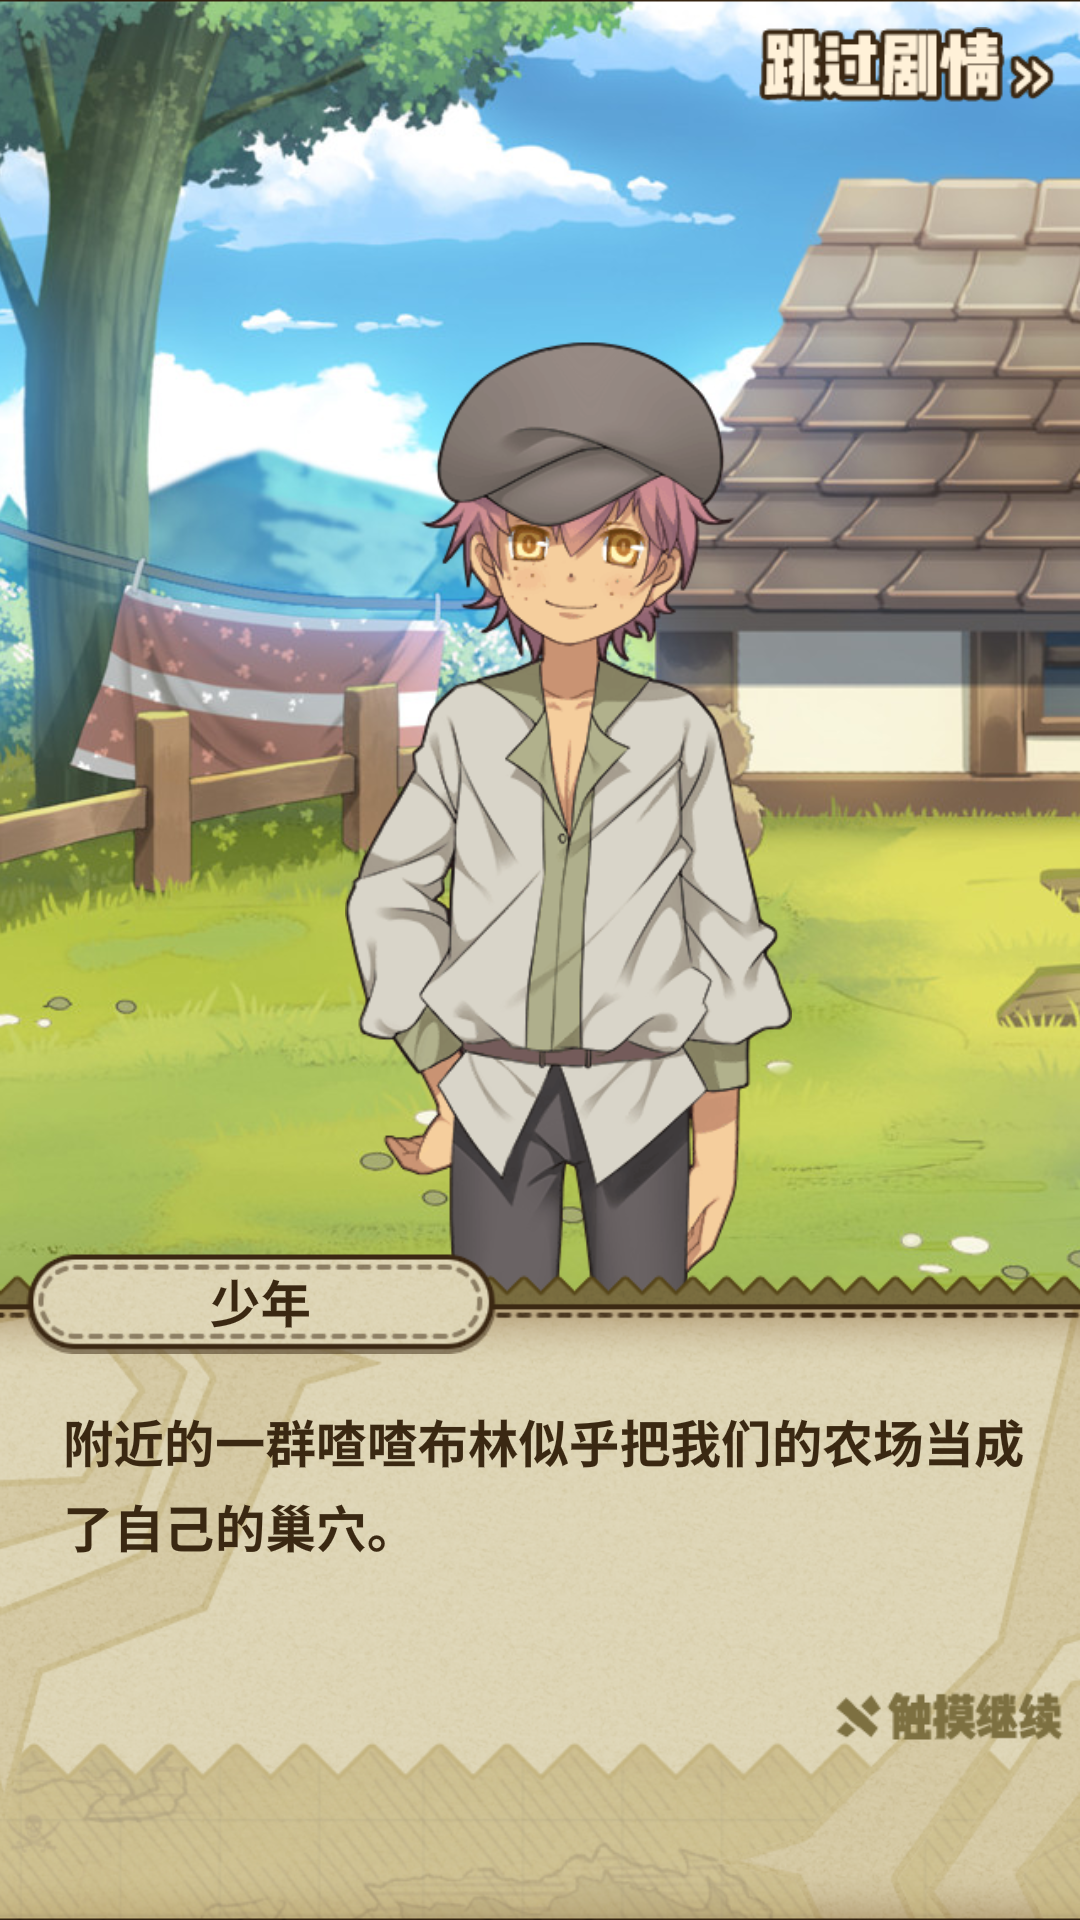 跳过剧情
少年
附近的一群喳喳布林似乎把我们的农场当成
了自己的巢穴。
触摸继续